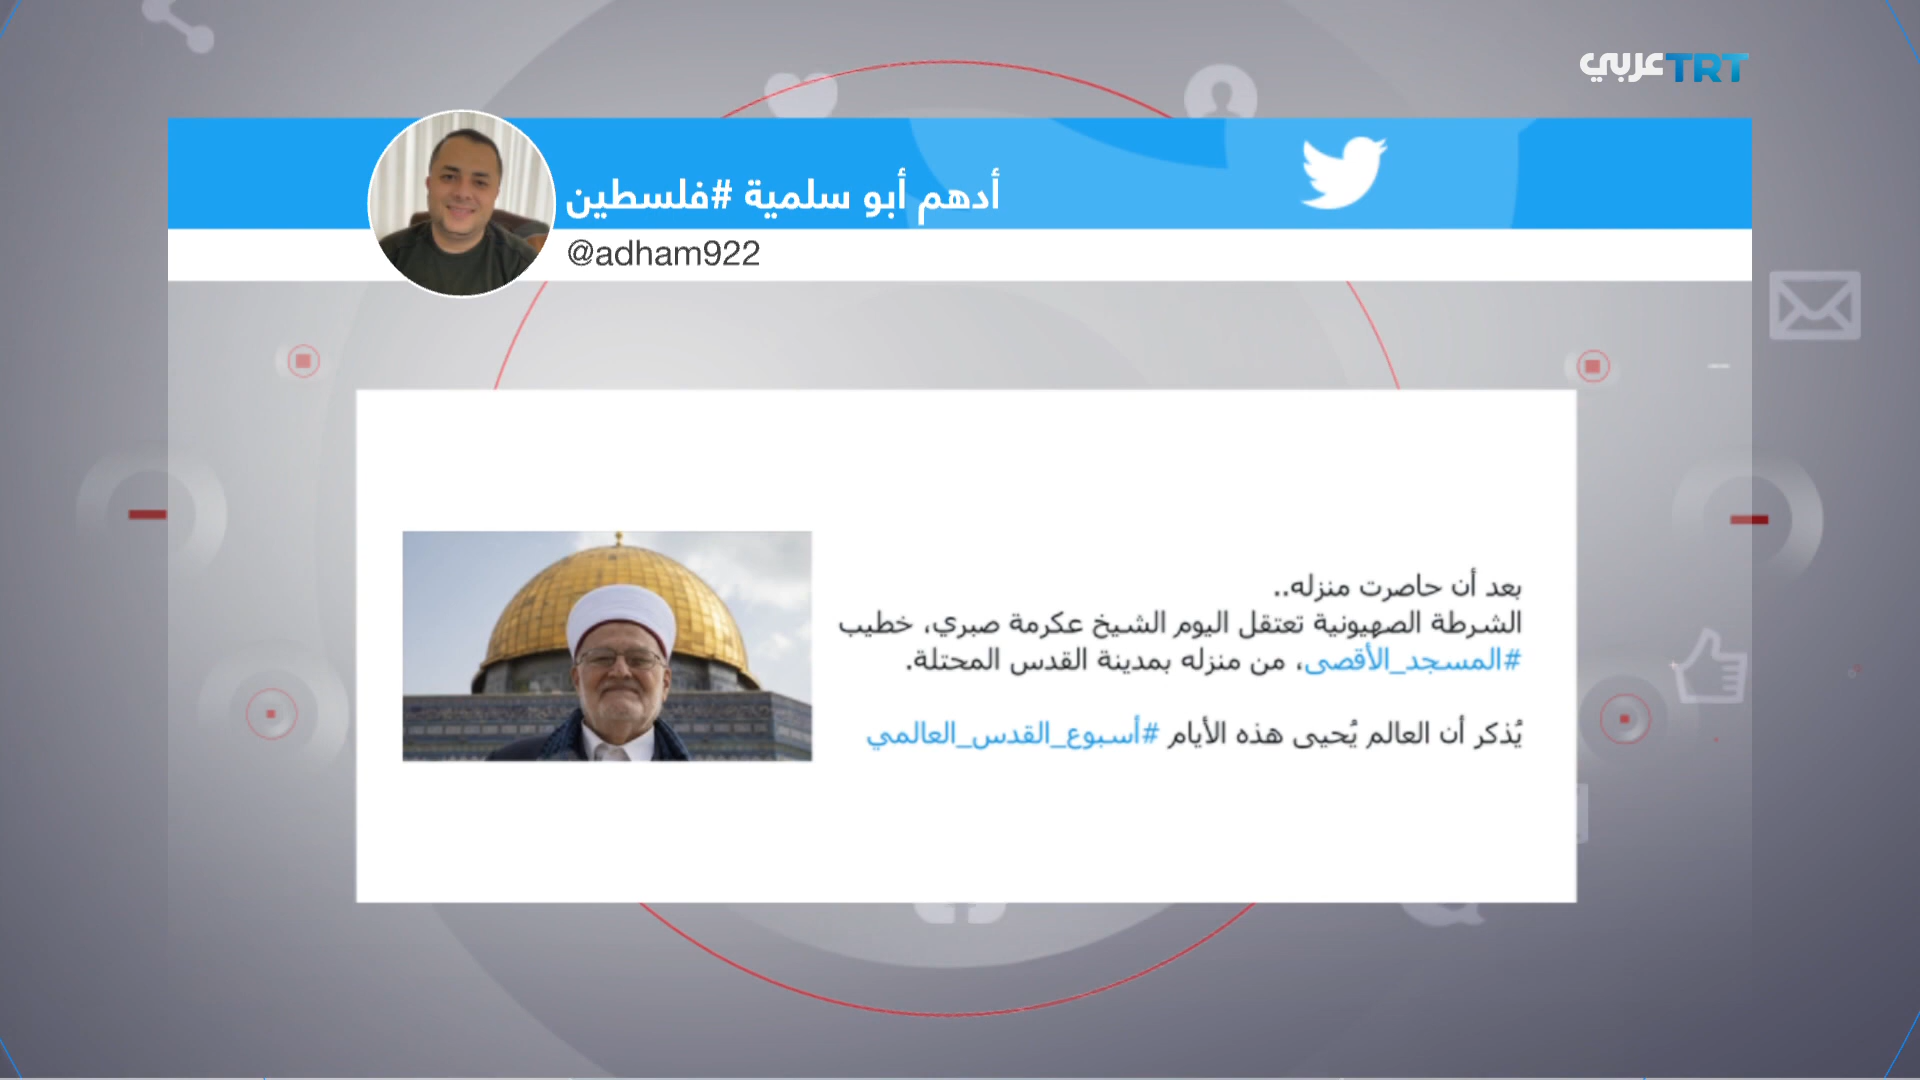 TRT عربي
أدهم أبو سلمية #فلسطين
@adham922
بعد أن حاصرت منزله..
الشرطة الصهيونية تعتقل اليوم الشيخ عكرمة صبري، خطيب
#المسجد_الأقصى، من منزله بمدينة القدس المحتلة.
يُذكر أن العالم يُحيى هذه الأيام #أسبوع_القدس_العالمي